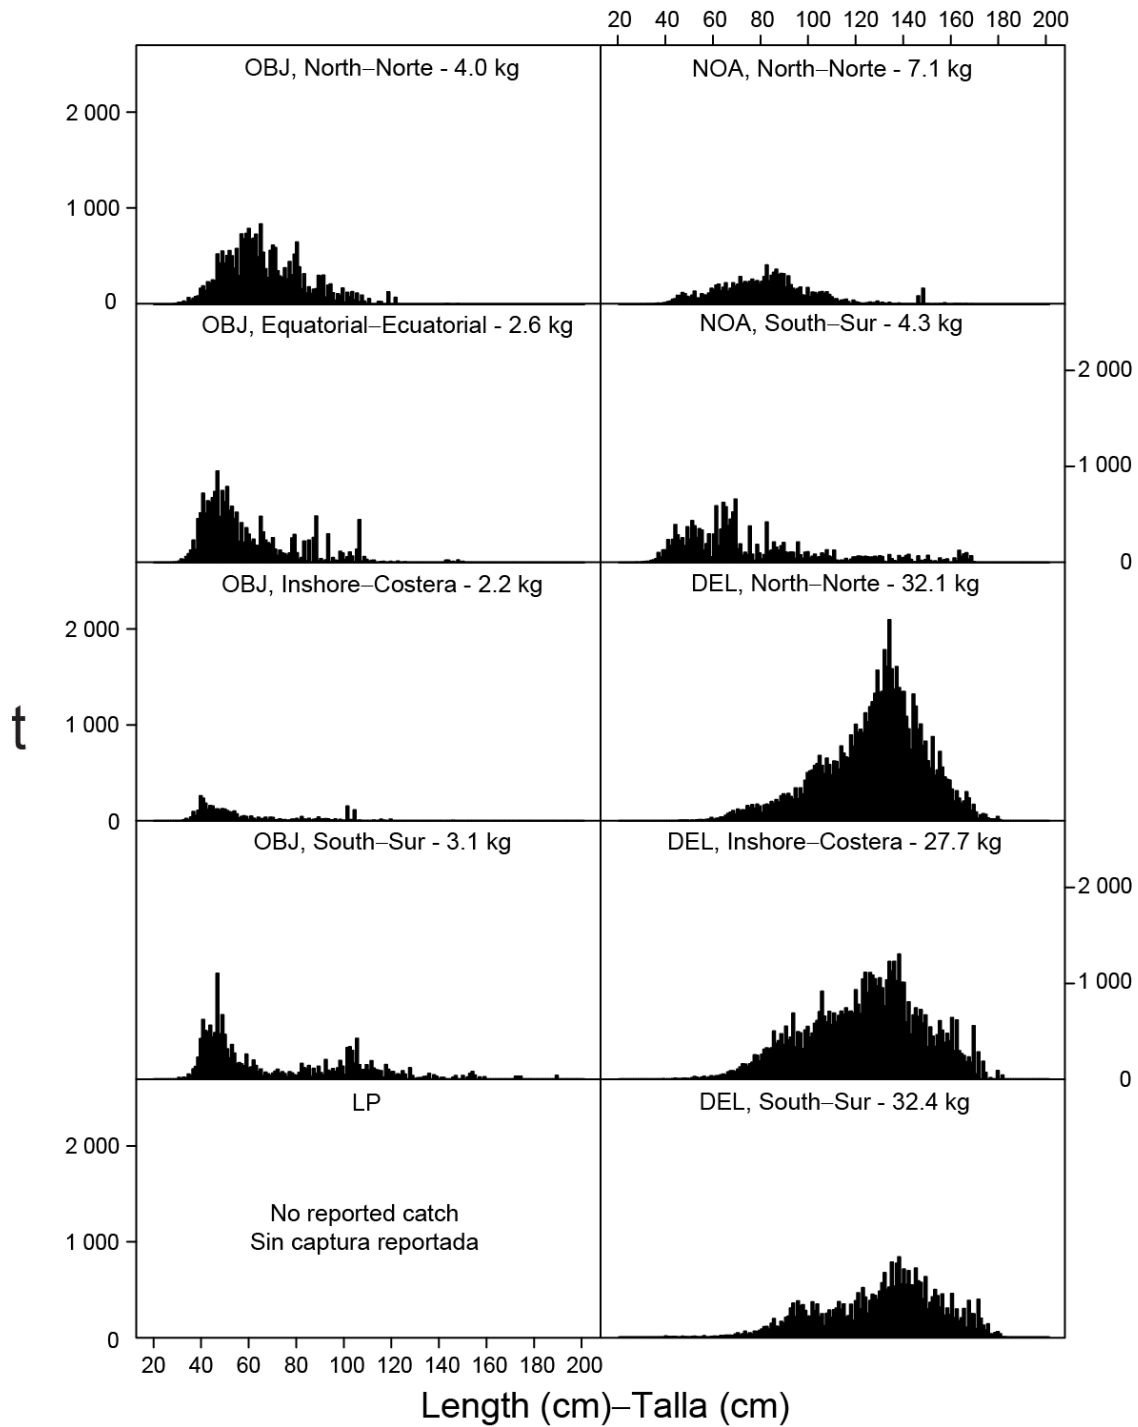 20 40 60 80 100 120 140 160 180 200
OBJ, North–Norte - 4.0 kg
NOA, North–Norte - 7.1 kg
2 000
1 000
0
OBJ, Equatorial–Ecuatorial - 2.6 kg
NOA, South–Sur - 4.3 kg
2 000
1 000
0
OBJ, Inshore–Costera - 2.2 kg
DEL, North–Norte - 32.1 kg
2 000
t
1 000
0
OBJ, South–Sur - 3.1 kg
DEL, Inshore–Costera - 27.7 kg
2 000
1 000
0
LP
DEL, South–Sur - 32.4 kg
2 000
No reported catch
Sin captura reportada
1 000
0
20 40 60 80 100 120 140 160 180 200
Length (cm)–Talla (cm)